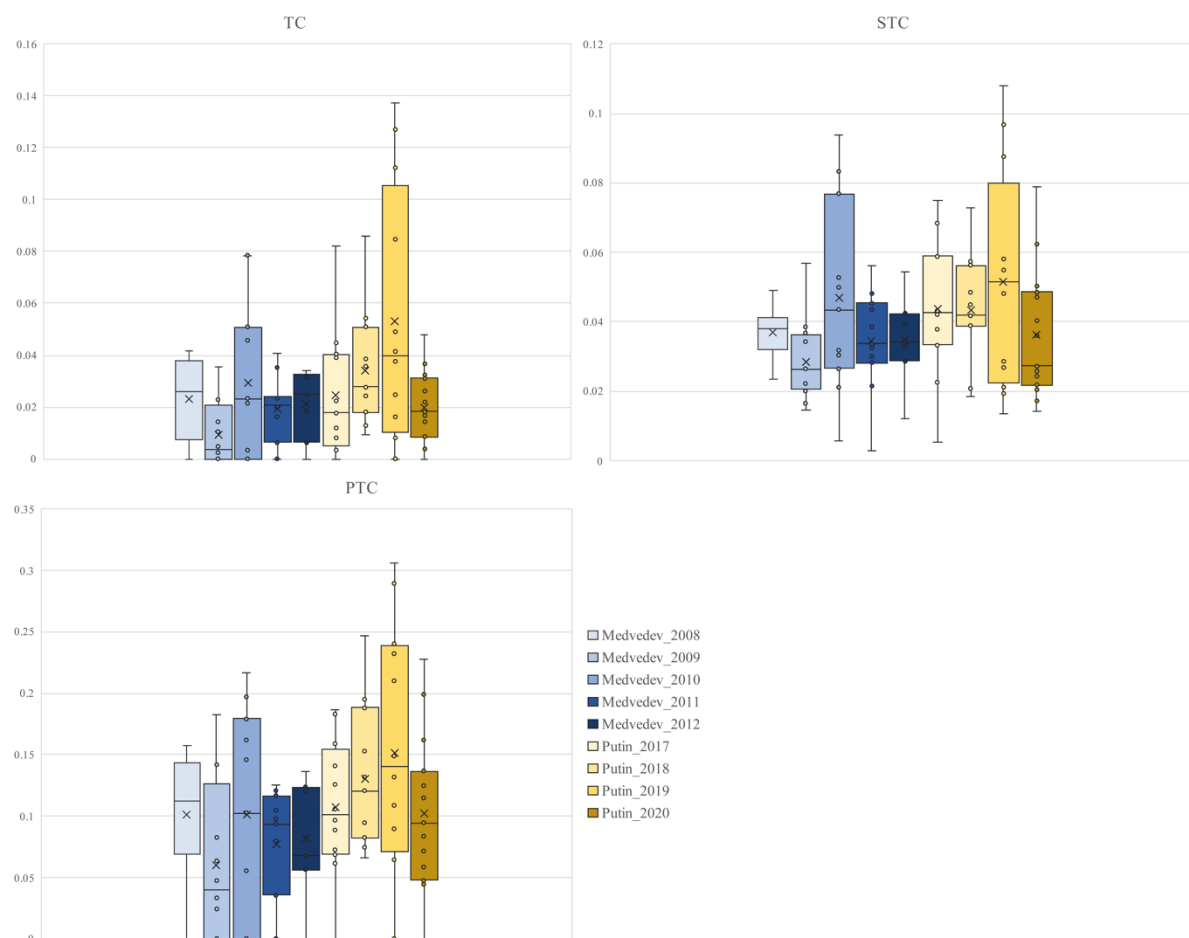 TC
0.16
0.14
0.12
0.1
0.08
0.06
0.04
0.02
0
STC
0.12
0.1
0.08
0.06
0.04
0.02
0
PTC
0.35
0.3
0.25
0.2
0.15
0.1
0.05
0
Medvedev_2008
Medvedev_2009
Medvedev_2010
Medvedev_2011
Medvedev_2012
Putin_2017
Putin_2018
Putin_2019
Putin_2020